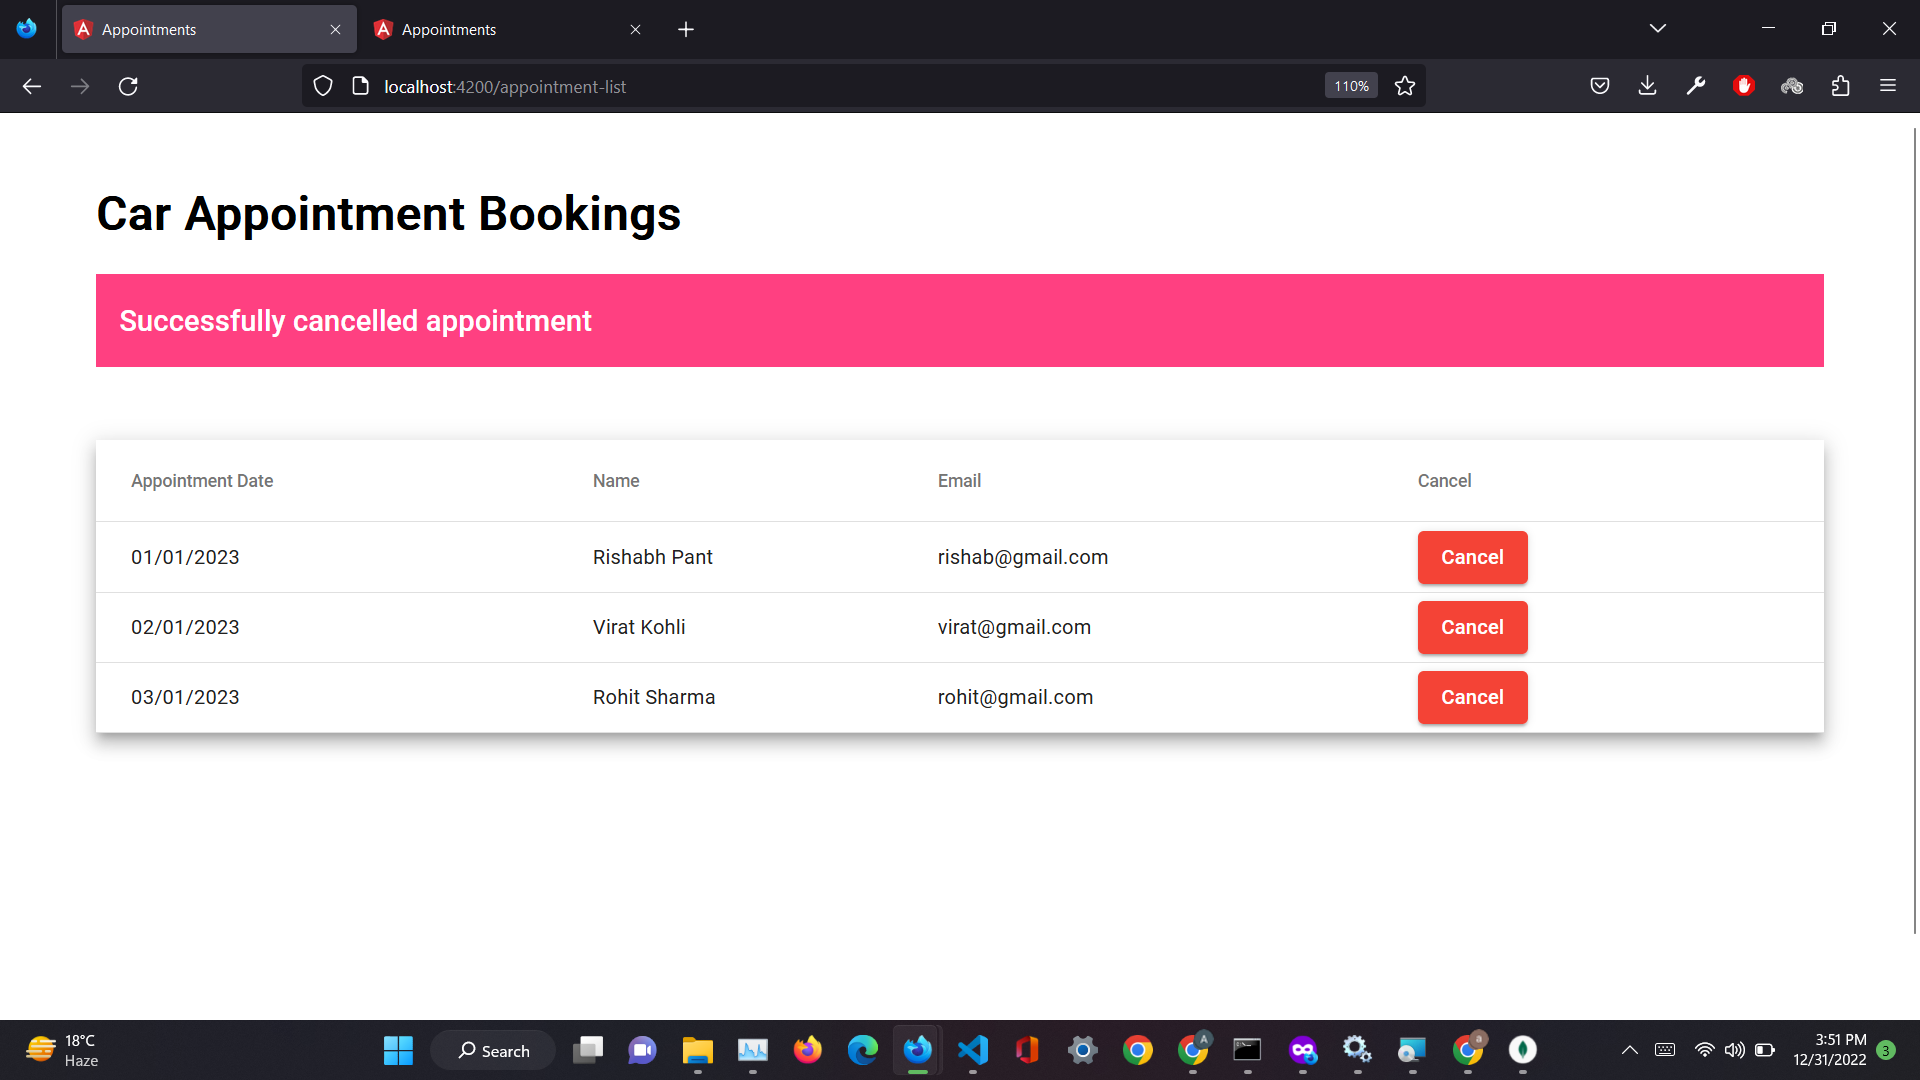 Appointments
Appointments
localhost:4200/appointment-list
110%
Car Appointment Bookings
Successfully cancelled appointment
Appointment Date Name Email Cancel
01/01/2023 Rishabh Pant rishab@gmail.com Cancel
02/01/2023 Virat Kohli virat@gmail.com Cancel
03/01/2023 Rohit Sharma rohit@gmail.com Cancel
18°C
Haze
Search
A
a
3:51 PM
12/31/2022
3